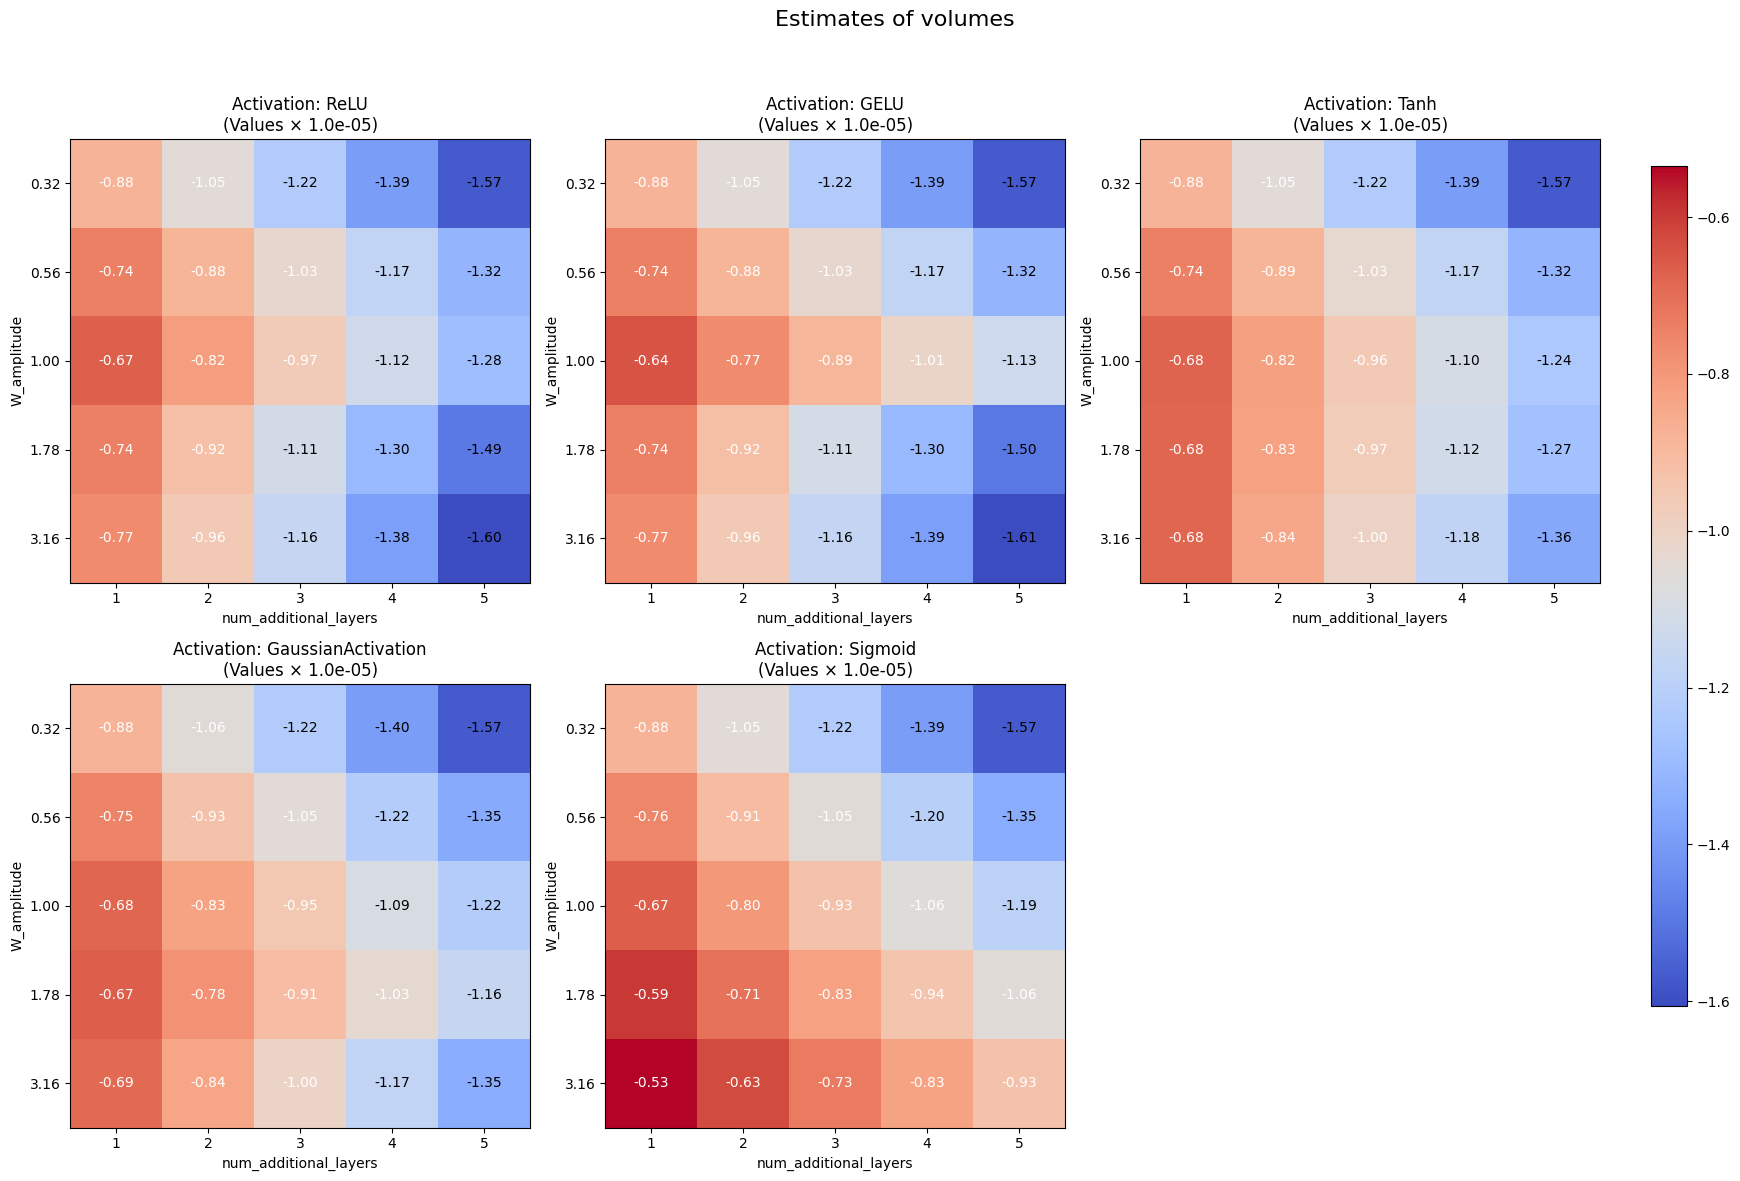 Estimates of volumes
Activation: ReLU
(Values × 1.0e-05)
W_amplitude
0.32 -0.88 -1.05 -1.22 -1.39 -1.57
0.56 -0.74 -0.88 -1.03 -1.17 -1.32
1.00 -0.67 -0.82 -0.97 -1.12 -1.28
1.78 -0.74 -0.92 -1.11 -1.30 -1.49
3.16 -0.77 -0.96 -1.16 -1.38 -1.60
1 2 3 4 5
num_additional_layers
Activation: GELU
(Values × 1.0e-05)
W_amplitude
0.32 -0.88 -1.05 -1.22 -1.39 -1.57
0.56 -0.74 -0.88 -1.03 -1.17 -1.32
1.00 -0.64 -0.77 -0.89 -1.01 -1.13
1.78 -0.74 -0.92 -1.11 -1.30 -1.50
3.16 -0.77 -0.96 -1.16 -1.39 -1.61
1 2 3 4 5
num_additional_layers
Activation: Tanh
(Values × 1.0e-05)
W_amplitude
0.32 -0.88 -1.05 -1.22 -1.39 -1.57
0.56 -0.74 -0.89 -1.03 -1.17 -1.32
1.00 -0.68 -0.82 -0.96 -1.10 -1.24
1.78 -0.68 -0.83 -0.97 -1.12 -1.27
3.16 -0.68 -0.84 -1.00 -1.18 -1.36
1 2 3 4 5
num_additional_layers
Activation: GaussianActivation
(Values × 1.0e-05)
W_amplitude
0.32 -0.88 -1.06 -1.22 -1.40 -1.57
0.56 -0.75 -0.93 -1.05 -1.22 -1.35
1.00 -0.68 -0.83 -0.95 -1.09 -1.22
1.78 -0.67 -0.78 -0.91 -1.03 -1.16
3.16 -0.69 -0.84 -1.00 -1.17 -1.35
1 2 3 4 5
num_additional_layers
Activation: Sigmoid
(Values × 1.0e-05)
W_amplitude
0.32 -0.88 -1.05 -1.22 -1.39 -1.57
0.56 -0.76 -0.91 -1.05 -1.20 -1.35
1.00 -0.67 -0.80 -0.93 -1.06 -1.19
1.78 -0.59 -0.71 -0.83 -0.94 -1.06
3.16 -0.53 -0.63 -0.73 -0.83 -0.93
1 2 3 4 5
num_additional_layers
−0.6
−0.8
−1.0
−1.2
−1.4
−1.6